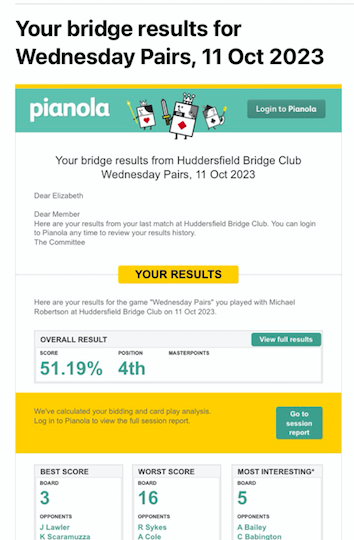 Your bridge results for
Wednesday Pairs, 11 Oct 2023
pianola
Login to Pianola
Your bridge results from Huddersfield Bridge Club
Wednesday Pairs, 11 Oct 2023
Dear Elizabeth
Dear Member
Here are your results from your last match at Huddersfield Bridge Club. You can login
to Pianola any time to review your results history.
The Committee
YOUR RESULTS
Here are your results for the game "Wednesday Pairs" you played with Michael
Robertson at Huddersfield Bridge Club on 11 Oct 2023.
OVERALL RESULT
View full results
SCORE POSITION MASTERPOINTS
51.19% 4th
We've calculated your bidding and card play analysis.
Log in to Pianola to view the full session report.
Go to
session
report
BEST SCORE
BOARD
3
OPPONENTS
J Lawler
K Scaramuzza
WORST SCORE
BOARD
16
OPPONENTS
R Sykes
A Cole
MOST INTERESTING*
BOARD
5
OPPONENTS
A Bailey
C Babington